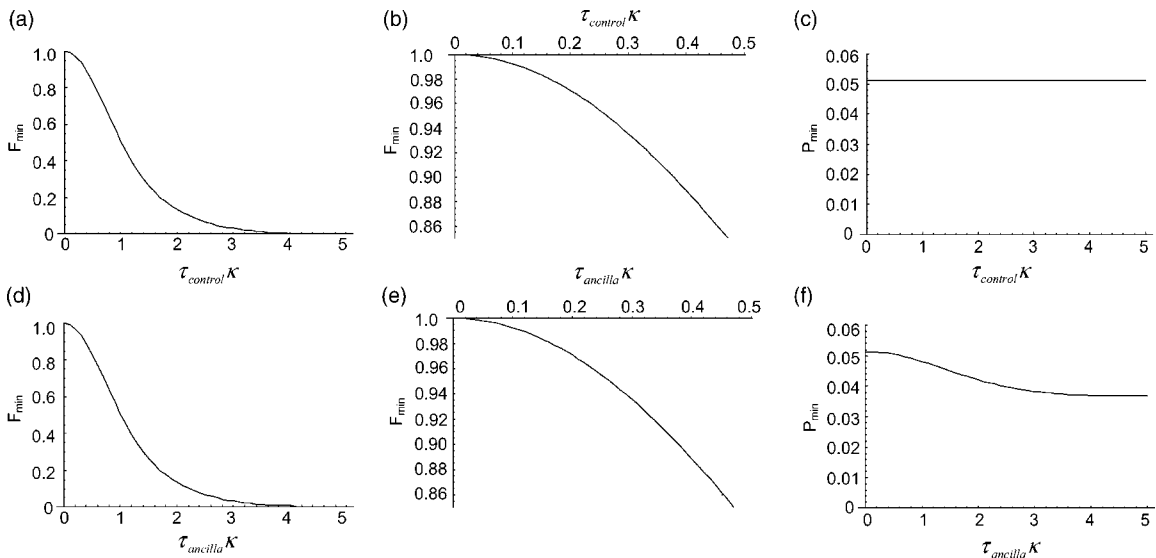 (a)
1.0
0.8
0.6
0.4
0.2
0
F_min
0 1 2 3 4 5
τ_control κ
(b)
τ_control κ
0 0.1 0.2 0.3 0.4 0.5
1.0
0.98
0.96
0.94
0.92
0.90
0.88
0.86
F_min
(c)
0.06
0.05
0.04
0.03
0.02
0.01
0
P_min
0 1 2 3 4 5
τ_control κ
(d)
1.0
0.8
0.6
0.4
0.2
0
F_min
0 1 2 3 4 5
τ_ancilla κ
(e)
τ_ancilla κ
0 0.1 0.2 0.3 0.4 0.5
1.0
0.98
0.96
0.94
0.92
0.90
0.88
0.86
F_min
(f)
0.06
0.05
0.04
0.03
0.02
0.01
0
P_min
0 1 2 3 4 5
τ_ancilla κ